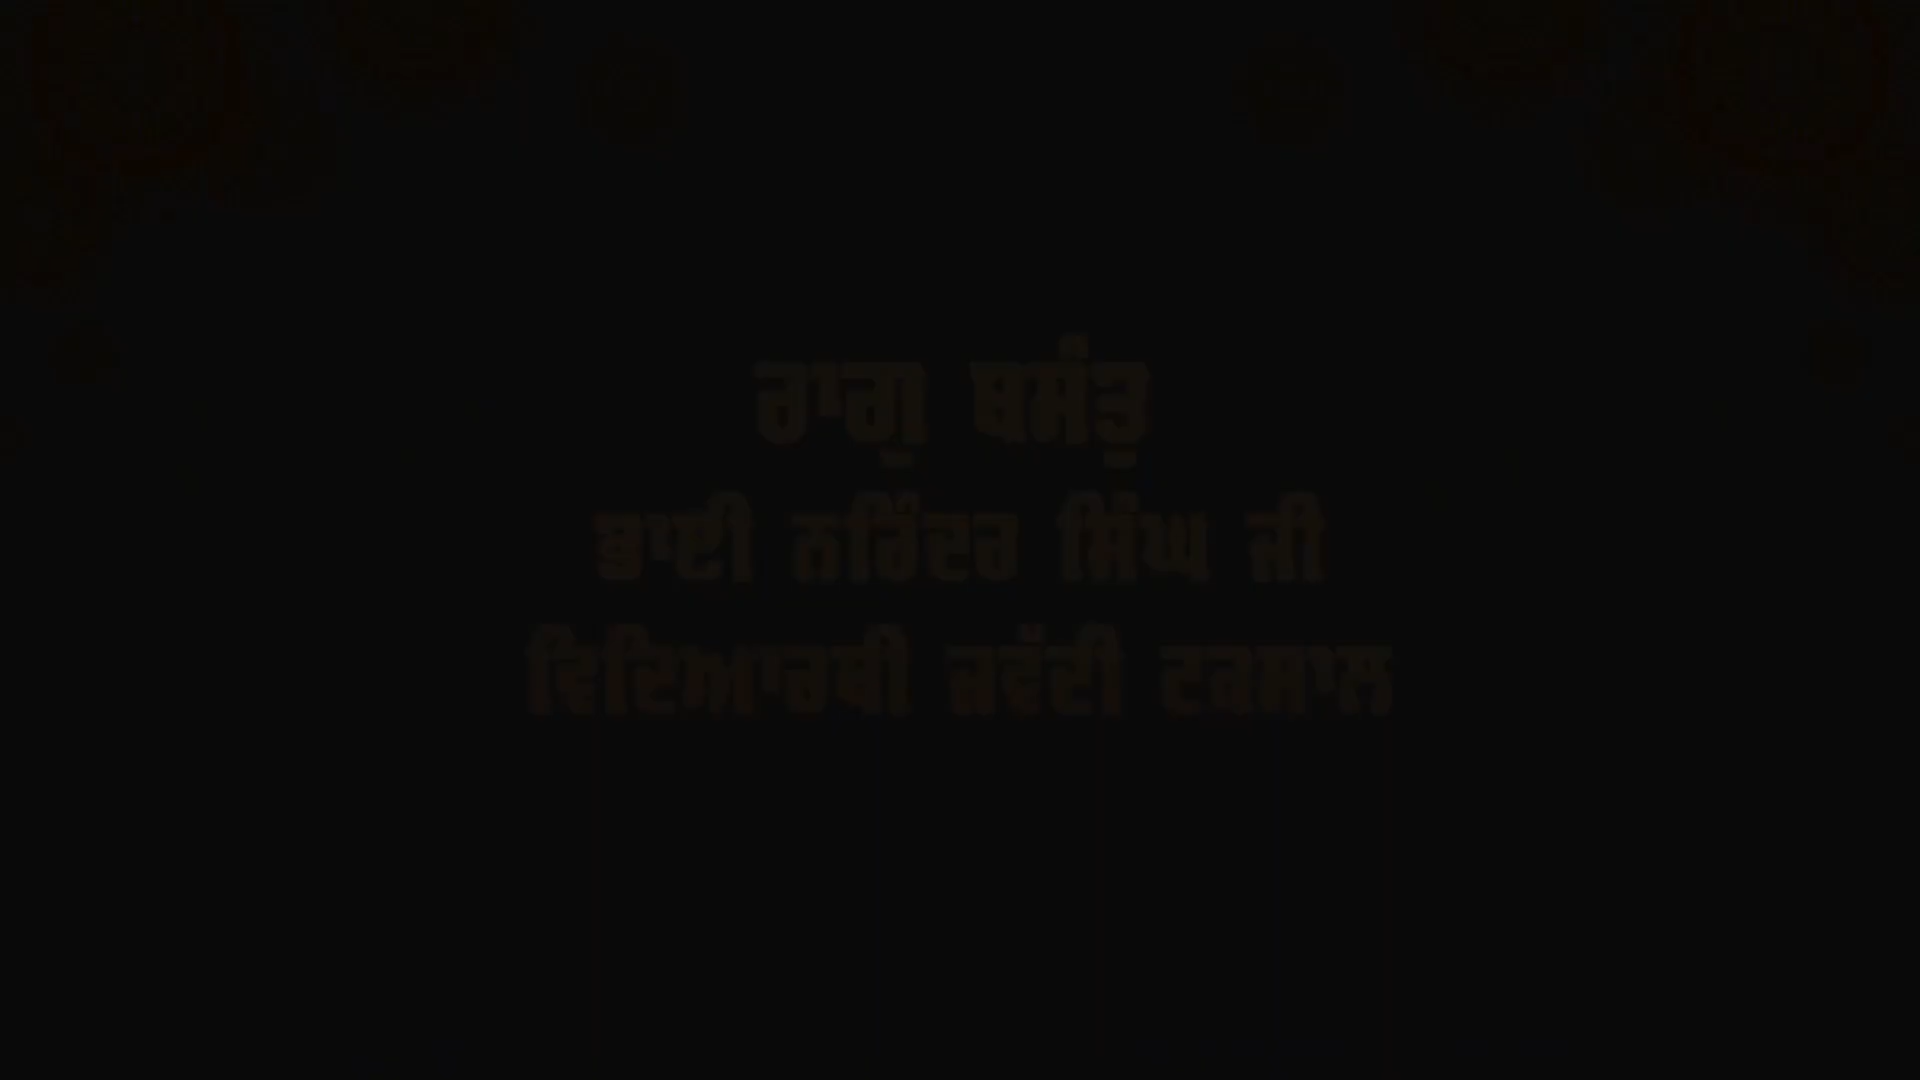 ਰਾਗੁ ਬਸੰਤੁ
ਭਾਈ ਨਰਿੰਦਰ ਸਿੰਘ ਜੀ
ਵਿਦਿਆਰਥੀ ਜਵੱਦੀ ਟਕਸਾਲ